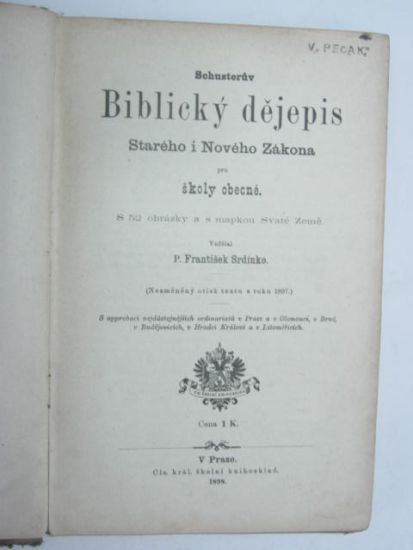 V. PECAK.
Schusterův
Biblický dějepis
Starého i Nového Zákona
pro
školy obecné.
S 52 obrázky a s mapkou Svaté Země.
Vzdělal
P. František Srdínko.
(Nezměněný otisk textu z roku 1897.)
S approbací nejdůstojnějších ordinariátů v Praze a v Olomouci, v Brně,
v Budějovicích, v Hradci Králové a v Litoměřicích.
Cena 1 K.
V Praze.
Cís. král. školní knihosklad.
1898.